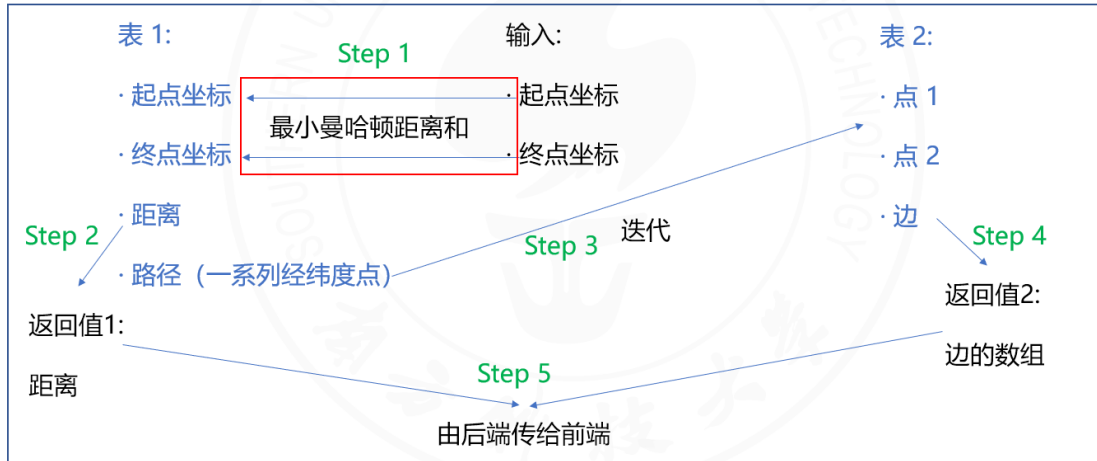 表 1:
输入:
表 2:
Step 1
· 起点坐标
· 起点坐标
· 点 1
最小曼哈顿距离和
· 终点坐标
· 终点坐标
· 点 2
· 距离
· 边
Step 2
Step 3
迭代
Step 4
· 路径（一系列经纬度点）
返回值1:
距离
返回值2:
边的数组
Step 5
由后端传给前端
SOUTHERN UN
ECHNOLOGY